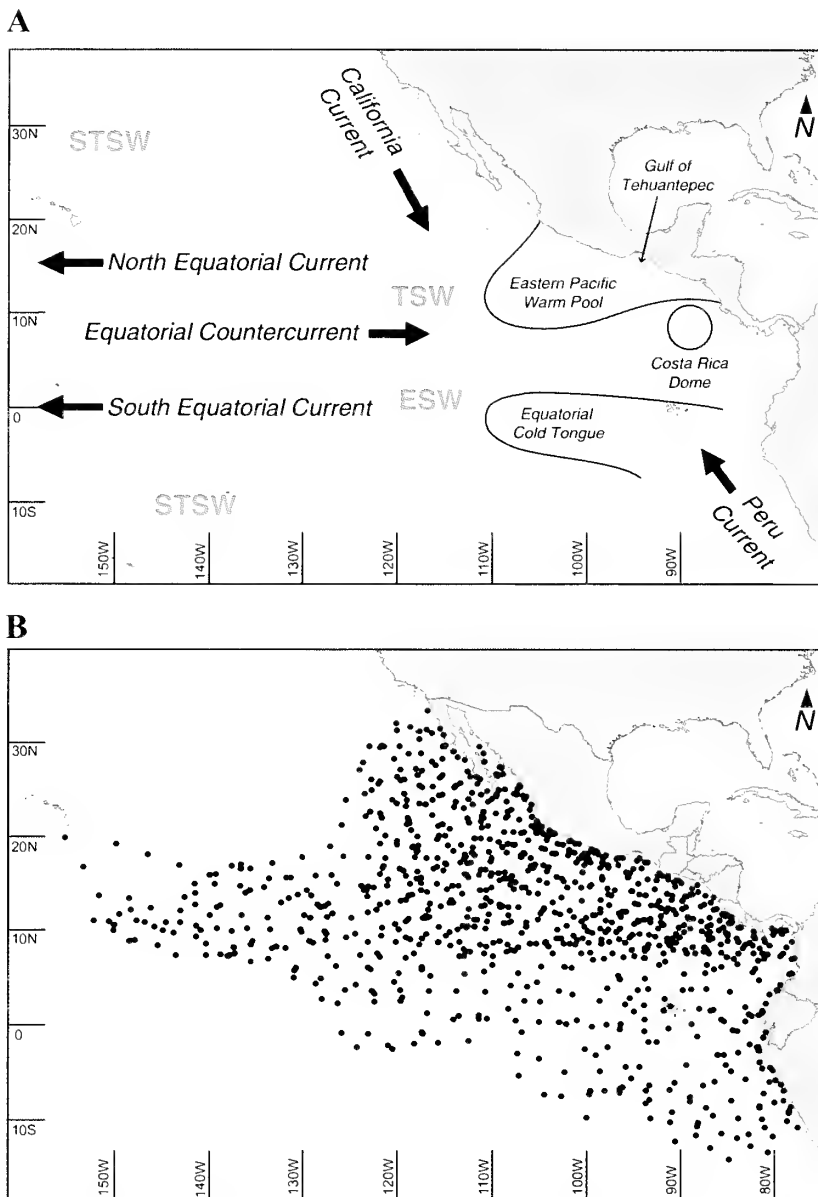 A
California
Current
N
30N
STSW
Gulf of
Tehuantepec
20N
North Equatorial Current
TSW
Eastern Pacific
Warm Pool
10N
Equatorial Countercurrent
Costa Rica
Dome
0
South Equatorial Current
ESW
Equatorial
Cold Tongue
STSW
10S
Peru
Current
150W
140W
130W
120W
110W
100W
90W
B
N
30N
20N
10N
0
10S
150W
140W
130W
120W
110W
100W
90W
80W